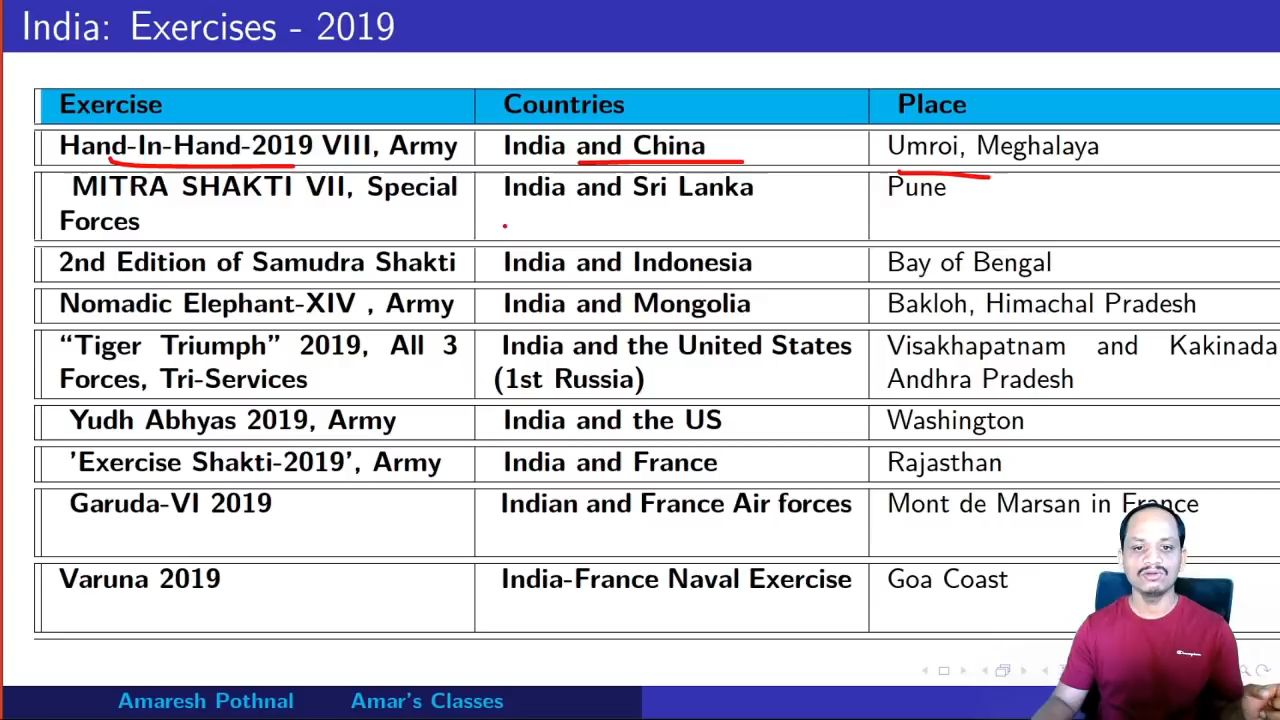 India: Exercises - 2019
Exercise Countries Place
Hand-In-Hand-2019 VIII, Army India and China Umroi, Meghalaya
MITRA SHAKTI VII, Special India and Sri Lanka Pune
Forces
2nd Edition of Samudra Shakti India and Indonesia Bay of Bengal
Nomadic Elephant-XIV , Army India and Mongolia Bakloh, Himachal Pradesh
“Tiger Triumph” 2019, All 3 India and the United States Visakhapatnam and Kakinada
Forces, Tri-Services (1st Russia) Andhra Pradesh
Yudh Abhyas 2019, Army India and the US Washington
’Exercise Shakti-2019’, Army India and France Rajasthan
Garuda-VI 2019 Indian and France Air forces Mont de Marsan in France
Varuna 2019 India-France Naval Exercise Goa Coast
Champion
Amaresh Pothnal Amar's Classes